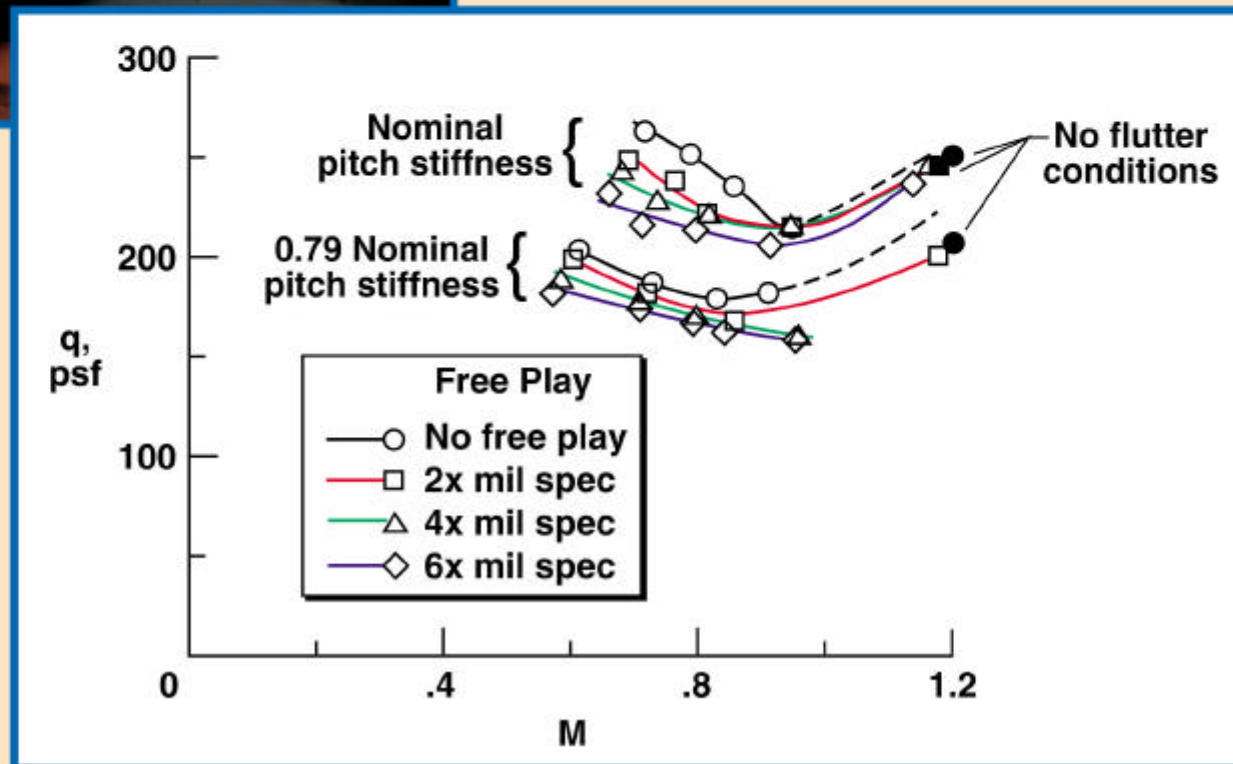 300
Nominal
pitch stiffness
No flutter
conditions
200
0.79 Nominal
pitch stiffness
q,
psf
Free Play
No free play
2x mil spec
4x mil spec
6x mil spec
100
0
.4
.8
1.2
M